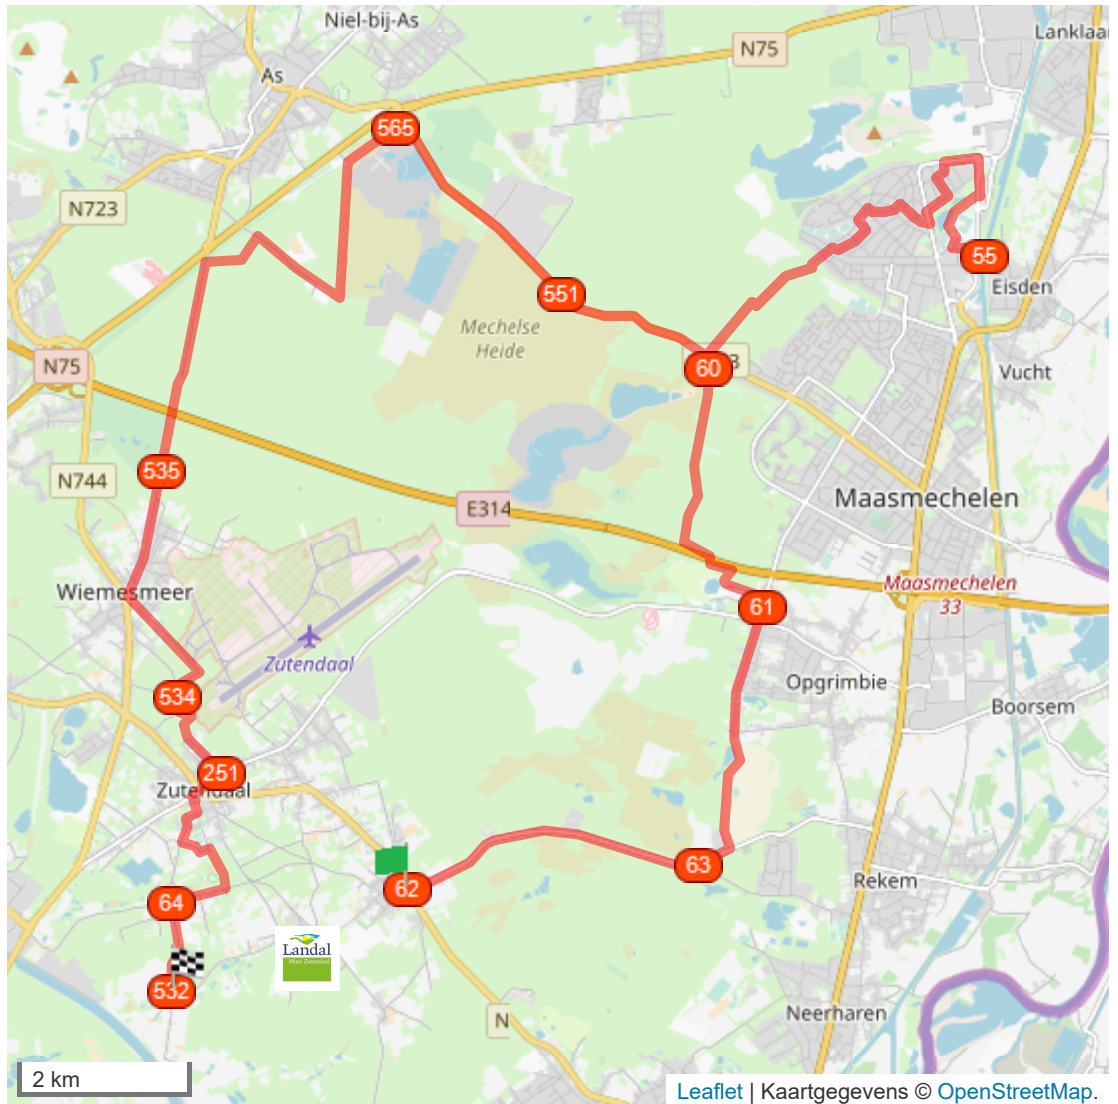 Niel-bij-As
Lanklaar
N75
As
565
N723
55
Eisden
551
Mechelse
Heide
N75
60
Vucht
535
N744
Maasmechelen
E314
Wiemesmeer
Maasmechelen
33
61
Zutendaal
534
Opgrimbie
Boorsem
251
Zutendaal
63
Rekem
62
64
Landal
Mooi Zutendaal
532
N
Neerharen
2 km
Leaflet | Kaartgegevens © OpenStreetMap.